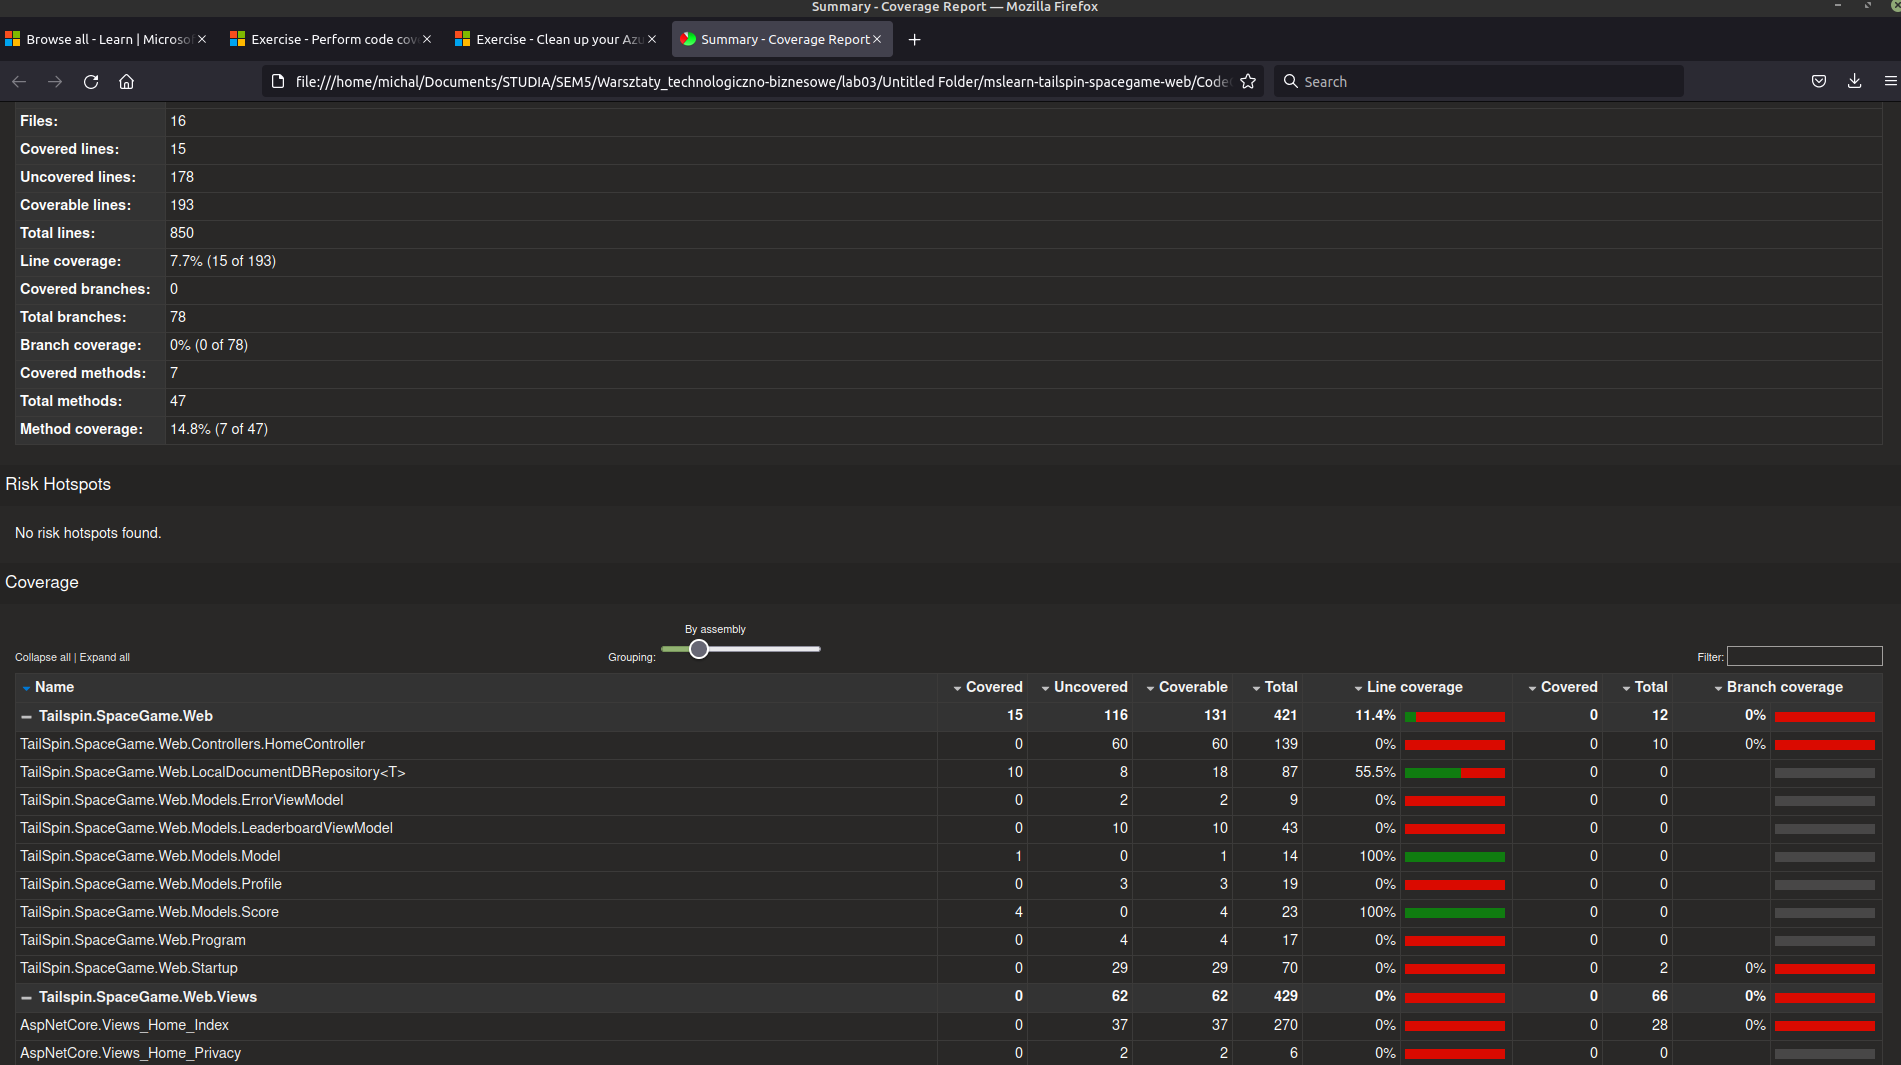 Summary - Coverage Report — Mozilla Firefox
Browse all - Learn | Microso
Exercise - Perform code cov
Exercise - Clean up your Azu
Summary - Coverage Report
file:///home/michal/Documents/STUDIA/SEM5/Warsztaty_technologiczno-biznesowe/lab03/Untitled Folder/mslearn-tailspin-spacegame-web/Code
Search
Files: 16
Covered lines: 15
Uncovered lines: 178
Coverable lines: 193
Total lines: 850
Line coverage: 7.7% (15 of 193)
Covered branches: 0
Total branches: 78
Branch coverage: 0% (0 of 78)
Covered methods: 7
Total methods: 47
Method coverage: 14.8% (7 of 47)
Risk Hotspots
No risk hotspots found.
Coverage
By assembly
Collapse all | Expand all
Grouping:
Filter:
Name Covered Uncovered Coverable Total Line coverage Covered Total Branch coverage
Tailspin.SpaceGame.Web 15 116 131 421 11.4% 0 12 0%
TailSpin.SpaceGame.Web.Controllers.HomeController 0 60 60 139 0% 0 10 0%
TailSpin.SpaceGame.Web.LocalDocumentDBRepository<T> 10 8 18 87 55.5% 0 0
TailSpin.SpaceGame.Web.Models.ErrorViewModel 0 2 2 9 0% 0 0
TailSpin.SpaceGame.Web.Models.LeaderboardViewModel 0 10 10 43 0% 0 0
TailSpin.SpaceGame.Web.Models.Model 1 0 1 14 100% 0 0
TailSpin.SpaceGame.Web.Models.Profile 0 3 3 19 0% 0 0
TailSpin.SpaceGame.Web.Models.Score 4 0 4 23 100% 0 0
TailSpin.SpaceGame.Web.Program 0 4 4 17 0% 0 0
TailSpin.SpaceGame.Web.Startup 0 29 29 70 0% 0 2 0%
Tailspin.SpaceGame.Web.Views 0 62 62 429 0% 0 66 0%
AspNetCore.Views_Home_Index 0 37 37 270 0% 0 28 0%
AspNetCore.Views_Home_Privacy 0 2 2 6 0% 0 0